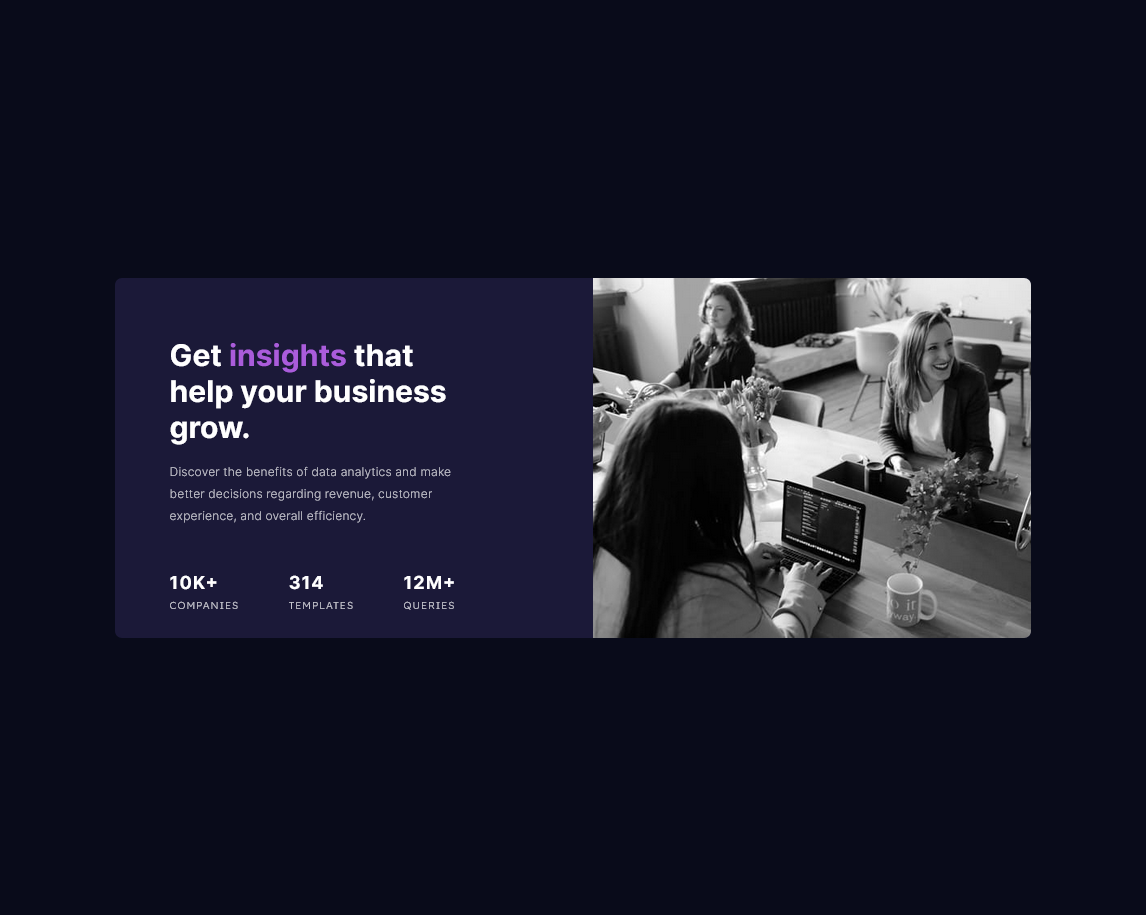 Get insights that
help your business
grow.
Discover the benefits of data analytics and make
better decisions regarding revenue, customer
experience, and overall efficiency.
10K+ 314 12M+
COMPANIES TEMPLATES QUERIES
way.